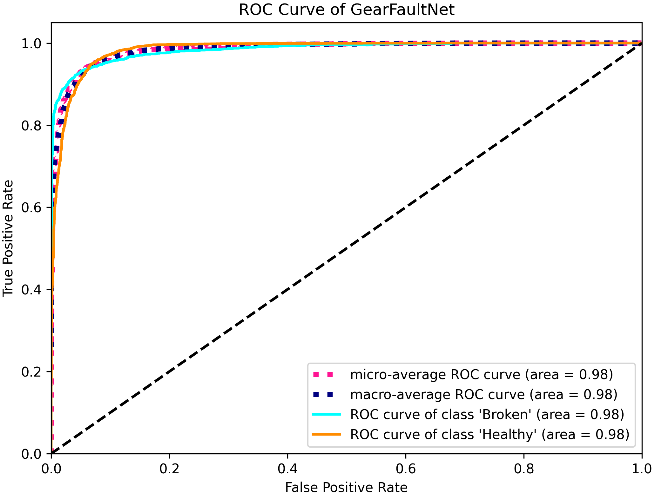 ROC Curve of GearFaultNet
1.0
0.8
0.6
0.4
0.2
0.0
True Positive Rate
micro-average ROC curve (area = 0.98)
macro-average ROC curve (area = 0.98)
ROC curve of class 'Broken' (area = 0.98)
ROC curve of class 'Healthy' (area = 0.98)
0.0 0.2 0.4 0.6 0.8 1.0
False Positive Rate